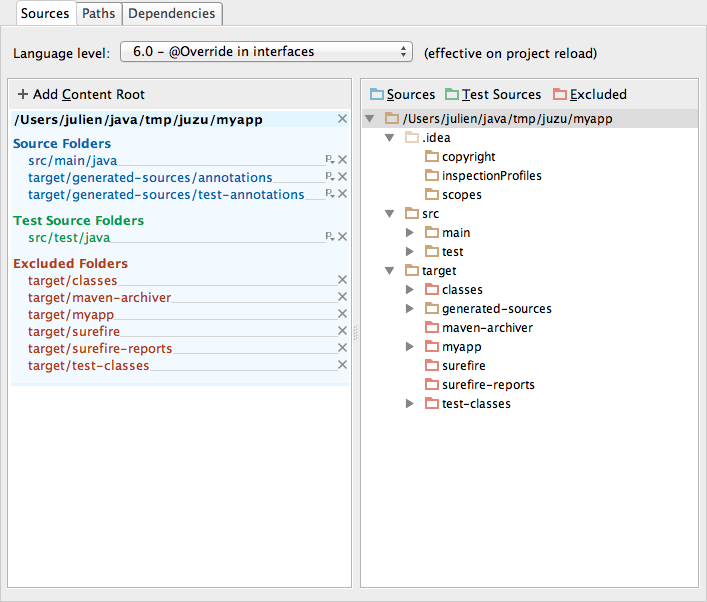 Sources Paths Dependencies
Language level: 6.0 – @Override in interfaces (effective on project reload)
+ Add Content Root
/Users/julien/java/tmp/juzu/myapp
Source Folders
src/main/java
target/generated-sources/annotations
target/generated-sources/test-annotations
Test Source Folders
src/test/java
Excluded Folders
target/classes
target/maven-archiver
target/myapp
target/surefire
target/surefire-reports
target/test-classes
Sources Test Sources Excluded
/Users/julien/java/tmp/juzu/myapp
.idea
copyright
inspectionProfiles
scopes
src
main
test
target
classes
generated-sources
maven-archiver
myapp
surefire
surefire-reports
test-classes